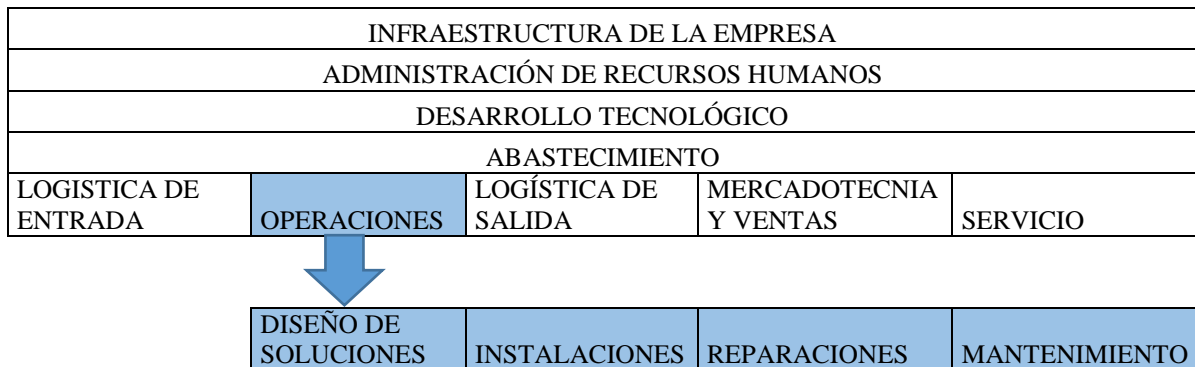 INFRAESTRUCTURA DE LA EMPRESA
ADMINISTRACIÓN DE RECURSOS HUMANOS
DESARROLLO TECNOLÓGICO
ABASTECIMIENTO
LOGISTICA DE
ENTRADA
OPERACIONES
LOGÍSTICA DE
SALIDA
MERCADOTECNIA
Y VENTAS
SERVICIO
DISEÑO DE
SOLUCIONES
INSTALACIONES
REPARACIONES
MANTENIMIENTO